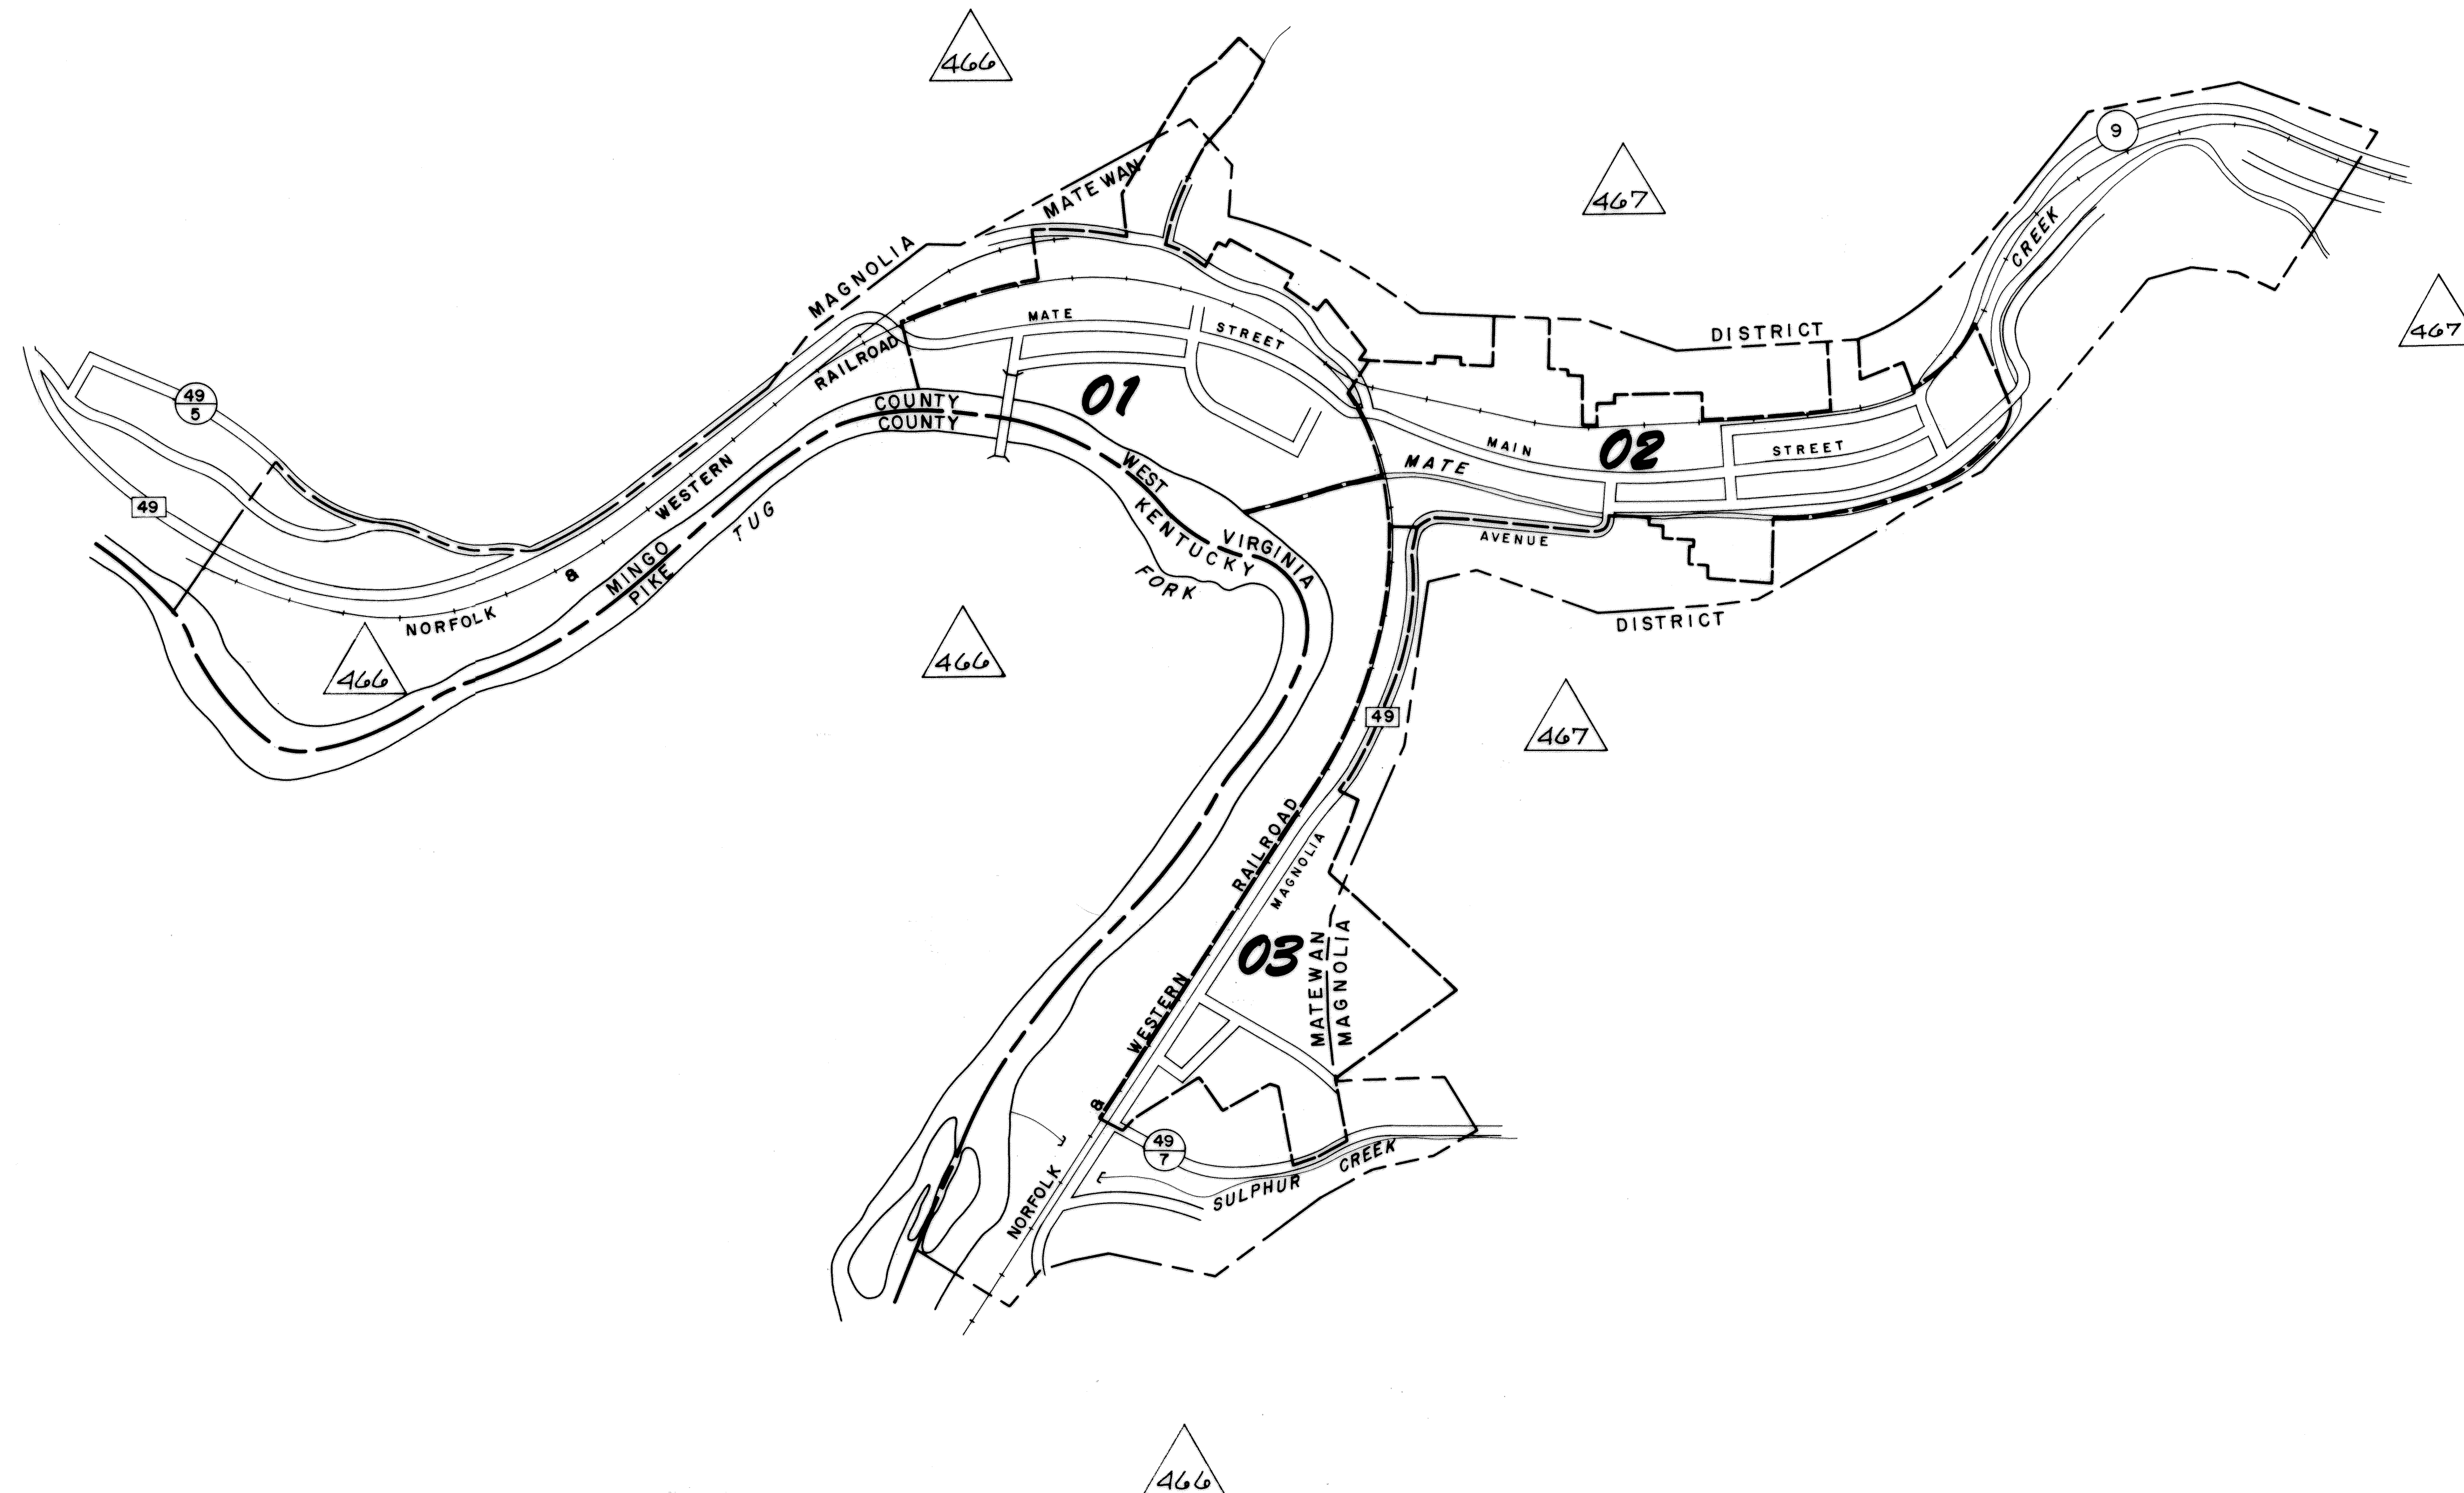 466
MATEWAN
MAGNOLIA
467
9
CREEK
467
DISTRICT
MATE STREET
RAILROAD
49
5
49
01
COUNTY
COUNTY
MAIN STREET
02
MATE
AVENUE
WESTERN
TUG
WEST VIRGINIA
KENTUCKY
FORK
MINGO
PIKE
&
NORFOLK
DISTRICT
466
466
49
467
RAILROAD
MAGNOLIA
03
MATEWAN
MAGNOLIA
WESTERN
&
49
7
CREEK
SULPHUR
NORFOLK
466